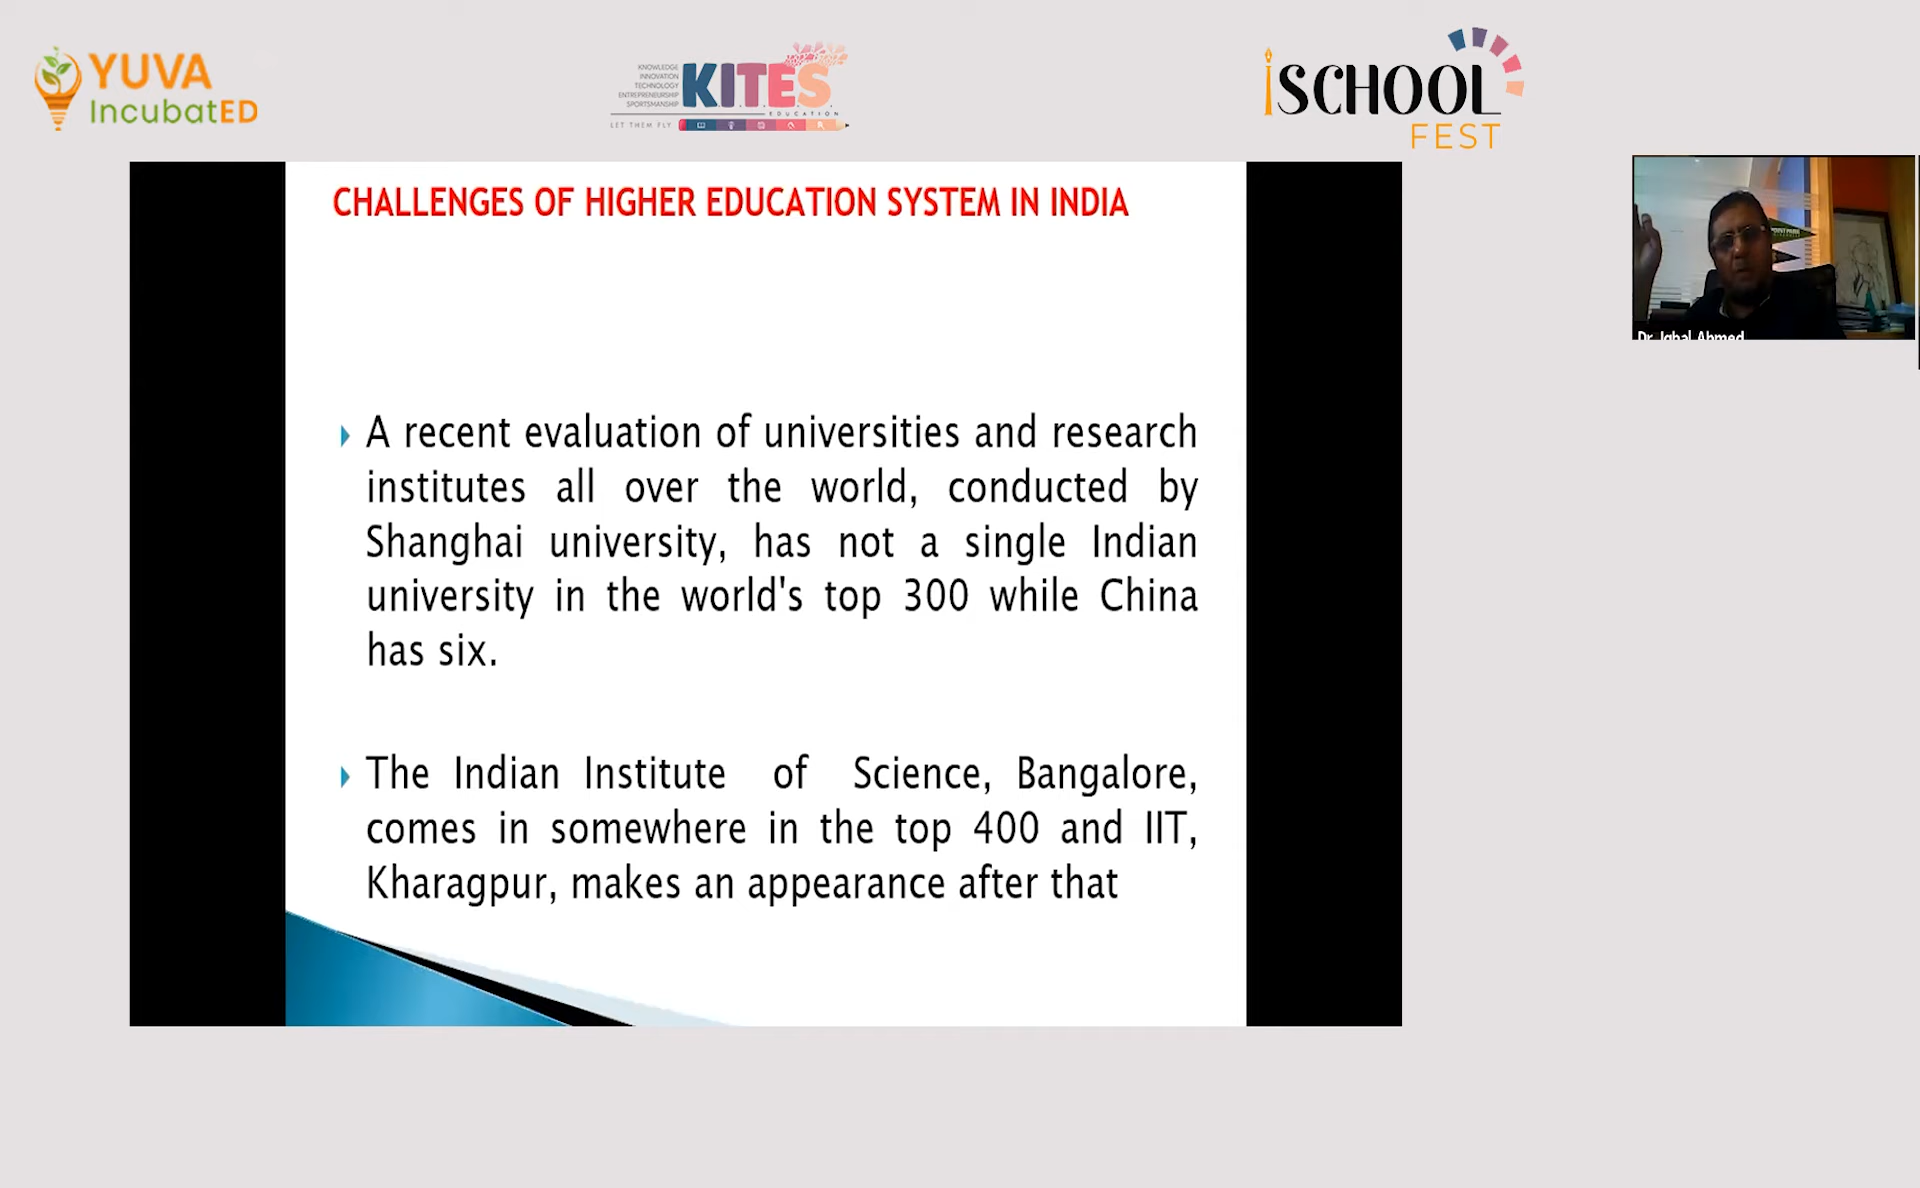 YUVA
IncubatED
KNOWLEDGE
INNOVATION
TECHNOLOGY
ENTREPRENEURSHIP
SPORTSMANSHIP
K.I.T.E.S.
EDUCATION
LET THEM FLY
iSCHOOL
FEST
CHALLENGES OF HIGHER EDUCATION SYSTEM IN INDIA
A recent evaluation of universities and research
institutes all over the world, conducted by
Shanghai university, has not a single Indian
university in the world's top 300 while China
has six.
The Indian Institute of Science, Bangalore,
comes in somewhere in the top 400 and IIT,
Kharagpur, makes an appearance after that
Dr. Iqbal Ahmed